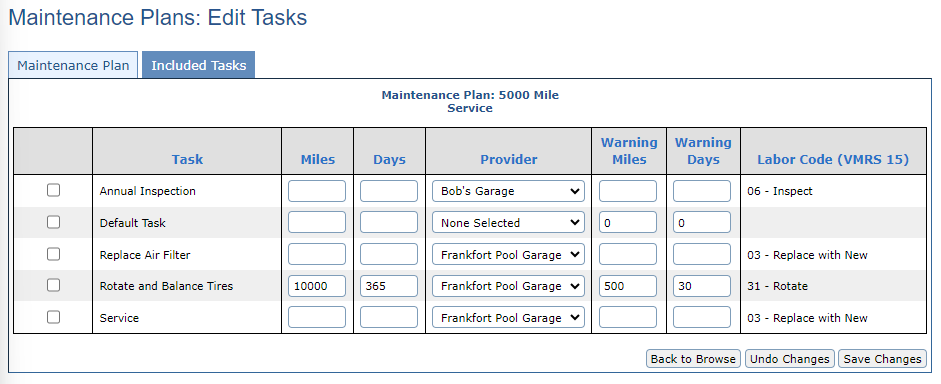 Maintenance Plans: Edit Tasks
Maintenance Plan Included Tasks
Maintenance Plan: 5000 Mile
Service
Task Miles Days Provider Warning Miles Warning Days Labor Code (VMRS 15)
Annual Inspection Bob's Garage 06 - Inspect
Default Task None Selected 0 0
Replace Air Filter Frankfort Pool Garage 03 - Replace with New
Rotate and Balance Tires 10000 365 Frankfort Pool Garage 500 30 31 - Rotate
Service Frankfort Pool Garage 03 - Replace with New
Back to Browse Undo Changes Save Changes